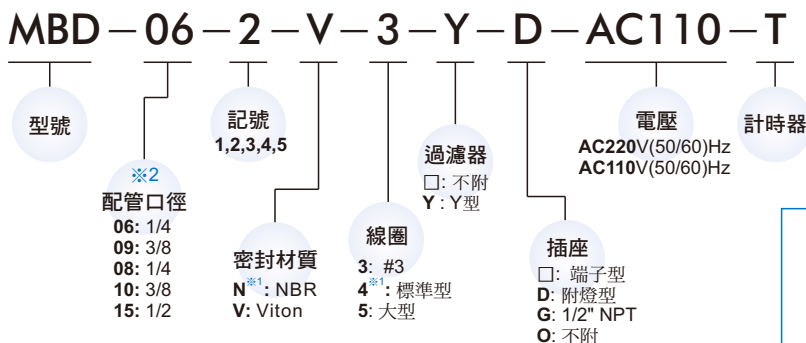 MBD－06－2－V－3－Y－D－AC110－T
型號
※2
配管口徑
06: 1/4
09: 3/8
08: 1/4
10: 3/8
15: 1/2
記號
1,2,3,4,5
密封材質
N※1: NBR
V: Viton
線圈
3: #3
4※1: 標準型
5: 大型
過濾器
□: 不附
Y : Y型
插座
□: 端子型
D: 附燈型
G: 1/2" NPT
O: 不附
電壓
AC220V(50/60)Hz
AC110V(50/60)Hz
計時器